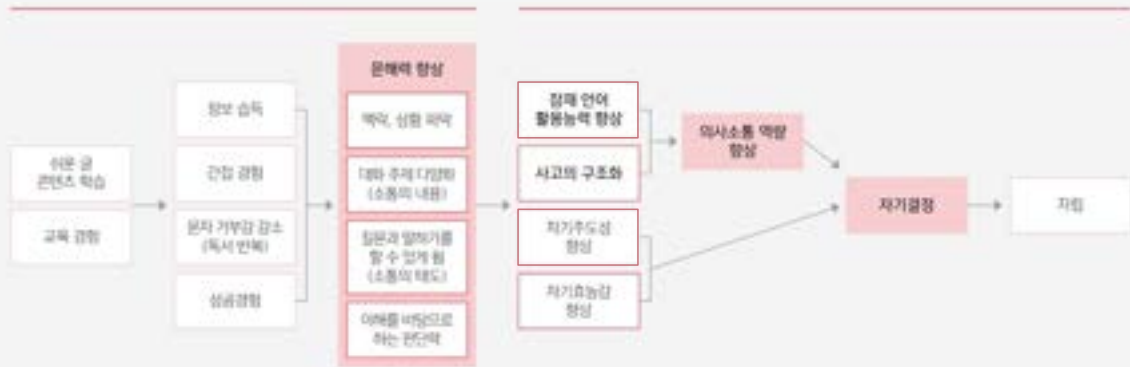 쉬운 글
콘텐츠 학습
교육 경험
정보 습득
간접 경험
문자 거부감 감소
(독서 반복)
성공경험
문해력 향상
맥락, 상황 파악
대화 주제 다양화
(소통의 내용)
질문과 말하기를
할 수 있게 됨
(소통의 태도)
이해를 바탕으로
하는 판단력
잠재 언어
활동능력 향상
사고의 구조화
자기주도성
향상
자기효능감
향상
의사소통 역량
향상
자기결정
자립